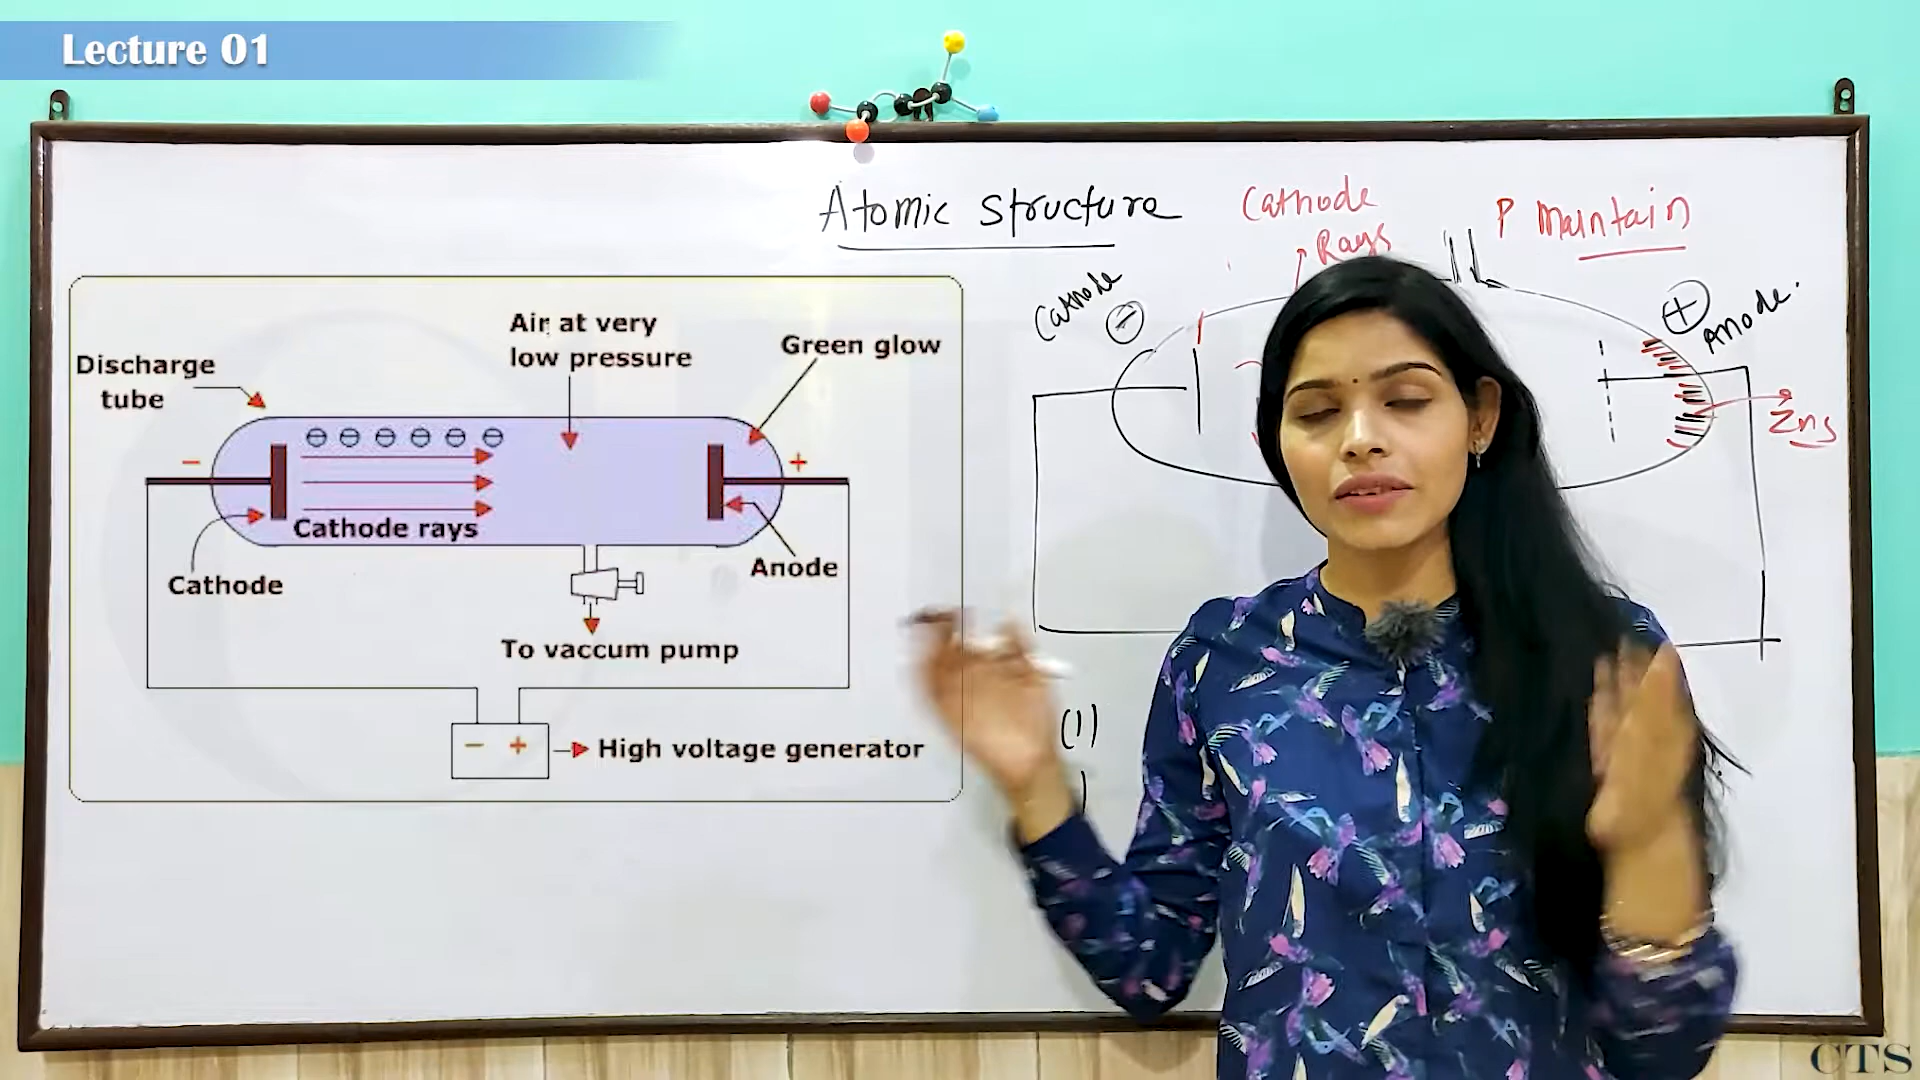 Lecture 01
Atomic structure
Cathode
Rays
P Maintain
Cathode
−
+
Anode.
Zns
(1)
Air at very
low pressure
Green glow
Discharge
tube
−
+
Cathode rays
Cathode
Anode
To vaccum pump
− +
High voltage generator
CTS